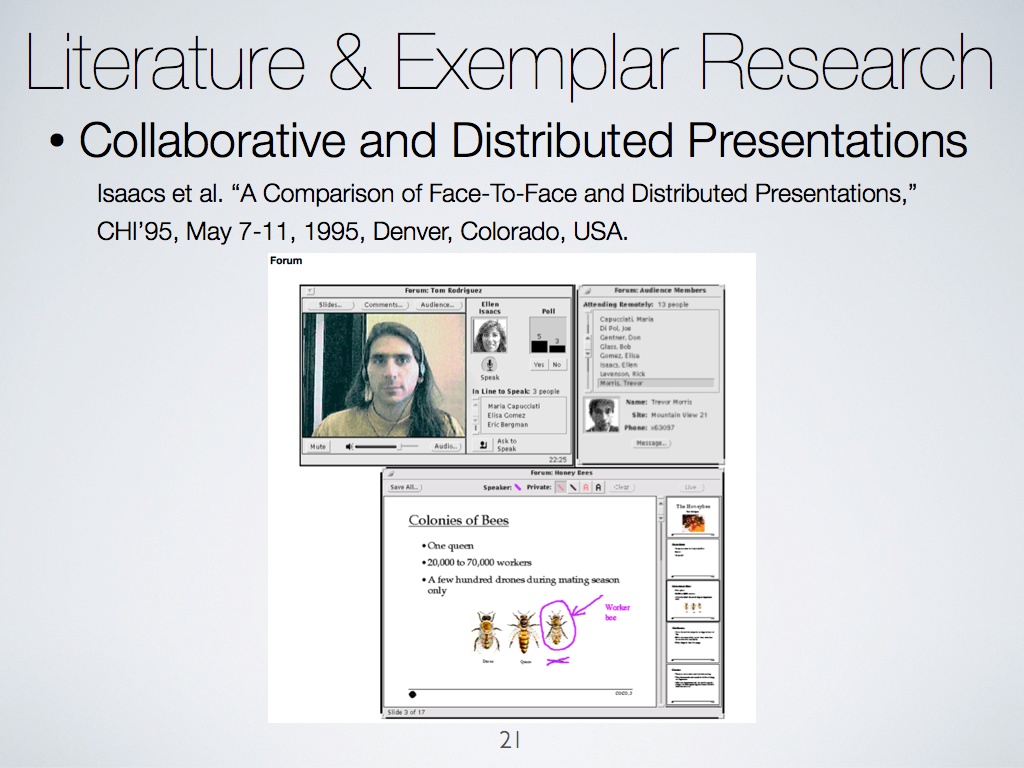 Literature & Exemplar Research
• Collaborative and Distributed Presentations
Isaacs et al. “A Comparison of Face-To-Face and Distributed Presentations,”
CHI’95, May 7-11, 1995, Denver, Colorado, USA.
Forum
Forum: Tom Rodriguez
Slides... Comments... Audience...
Ellen
Isaacs
Poll
5 3
Yes No
Speak
In Line to Speak: 3 people
Maria Capucciati
Elisa Gomez
Eric Bergman
Ask to
Speak
Mute Audio...
22:25
Forum: Audience Members
Attending Remotely: 13 people
Capucciati, Maria
Di Pol, Joe
Gentner, Don
Glass, Bob
Gomez, Elisa
Isaacs, Ellen
Levenson, Rick
Morris, Trevor
Name: Trevor Morris
Site: Mountain View 21
Phone: x63097
Message...
Forum: Honey Bees
Save All... Speaker: Private: A A Clear Live
Colonies of Bees
• One queen
• 20,000 to 70,000 workers
• A few hundred drones during mating season
only
Worker
bee
Drone Queen
Slide 3 of 17
The Honeybee
21